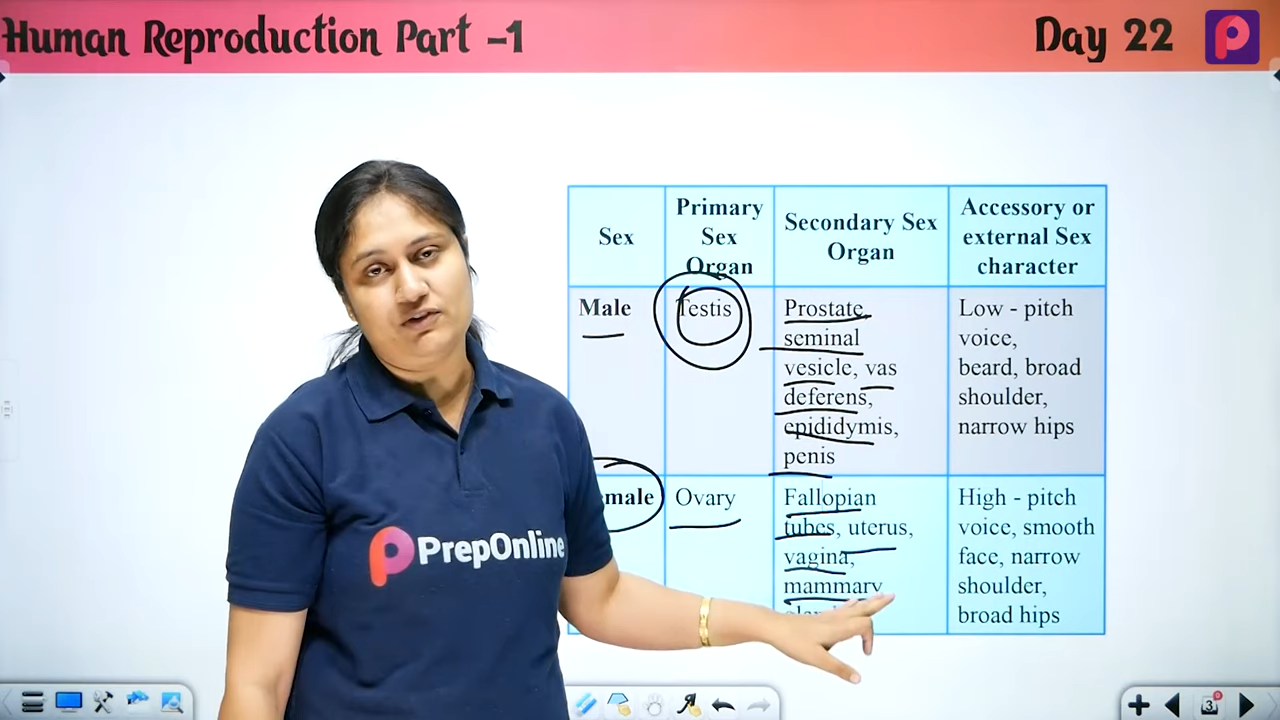 Human Reproduction Part -1
Day 22
Sex
Primary
Sex
Organ
Secondary Sex
Organ
Accessory or
external Sex
character
Male
Testis
Prostate,
seminal
vesicle, vas
deferens,
epididymis,
penis
Low - pitch
voice,
beard, broad
shoulder,
narrow hips
male
Ovary
Fallopian
tubes, uterus,
vagina,
mammary
High - pitch
voice, smooth
face, narrow
shoulder,
broad hips
PrepOnline
3